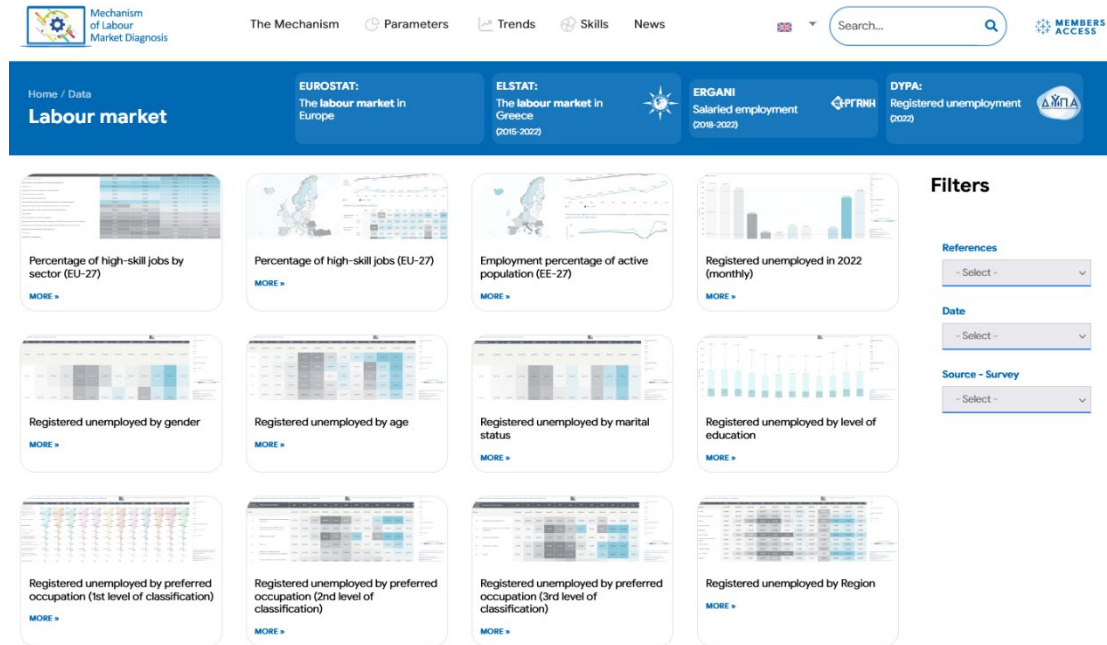 Mechanism
of Labour
Market Diagnosis
The Mechanism
Parameters
Trends
Skills
News
Search...
MEMBERS
ACCESS
Home / Data
Labour market
EUROSTAT:
The labour market in
Europe
ELSTAT:
The labour market in
Greece
(2015-2022)
ERGANI
Salaried employment
(2018-2022)
ΕΡΓΑΝΗ
DYPA:
Registered unemployment
(2022)
Δ.ΥΠ.Α
Percentage of high-skill jobs by
sector (EU-27)
MORE »
Percentage of high-skill jobs (EU-27)
MORE »
Employment percentage of active
population (EE-27)
MORE »
Registered unemployed in 2022
(monthly)
MORE »
Filters
References
- Select -
Date
- Select -
Source - Survey
- Select -
Registered unemployed by gender
MORE »
Registered unemployed by age
MORE »
Registered unemployed by marital
status
MORE »
Registered unemployed by level of
education
MORE »
Registered unemployed by preferred
occupation (1st level of classification)
MORE »
Registered unemployed by preferred
occupation (2nd level of
classification)
MORE »
Registered unemployed by preferred
occupation (3rd level of
classification)
MORE »
Registered unemployed by Region
MORE »